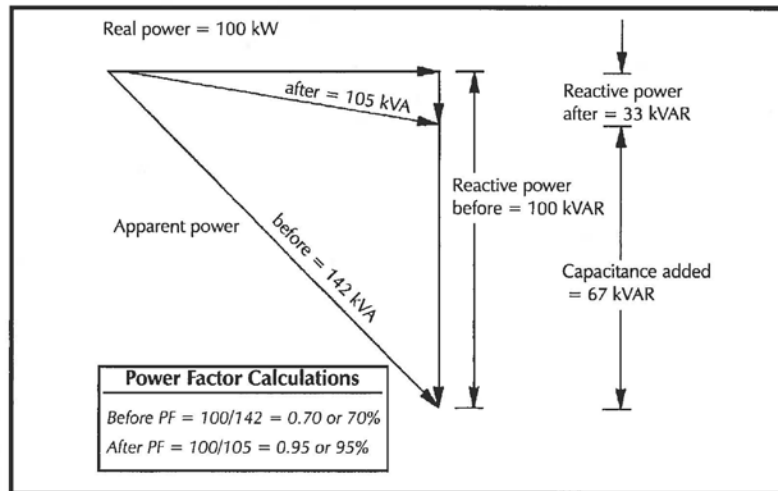 Real power = 100 kW
after = 105 kVA
Reactive power
after = 33 kVAR
Reactive power
before = 100 kVAR
Apparent power
before = 142 kVA
Capacitance added
= 67 kVAR
Power Factor Calculations
Before PF = 100/142 = 0.70 or 70%
After PF = 100/105 = 0.95 or 95%